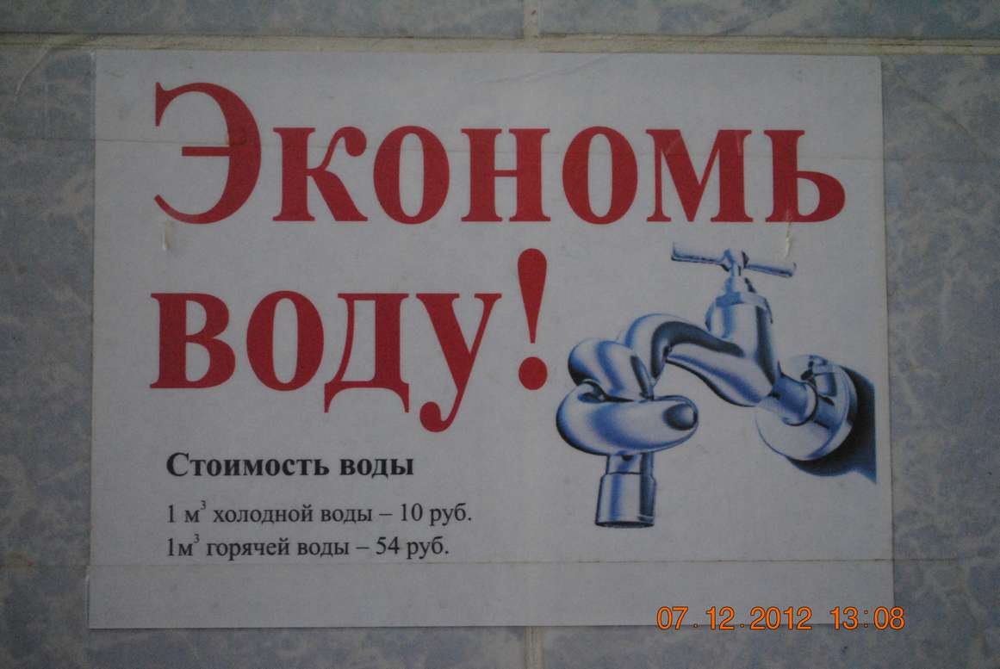 Экономь
воду!
Стоимость воды
1 м³ холодной воды – 10 руб.
1м³ горячей воды – 54 руб.
07.12.2012 13:08